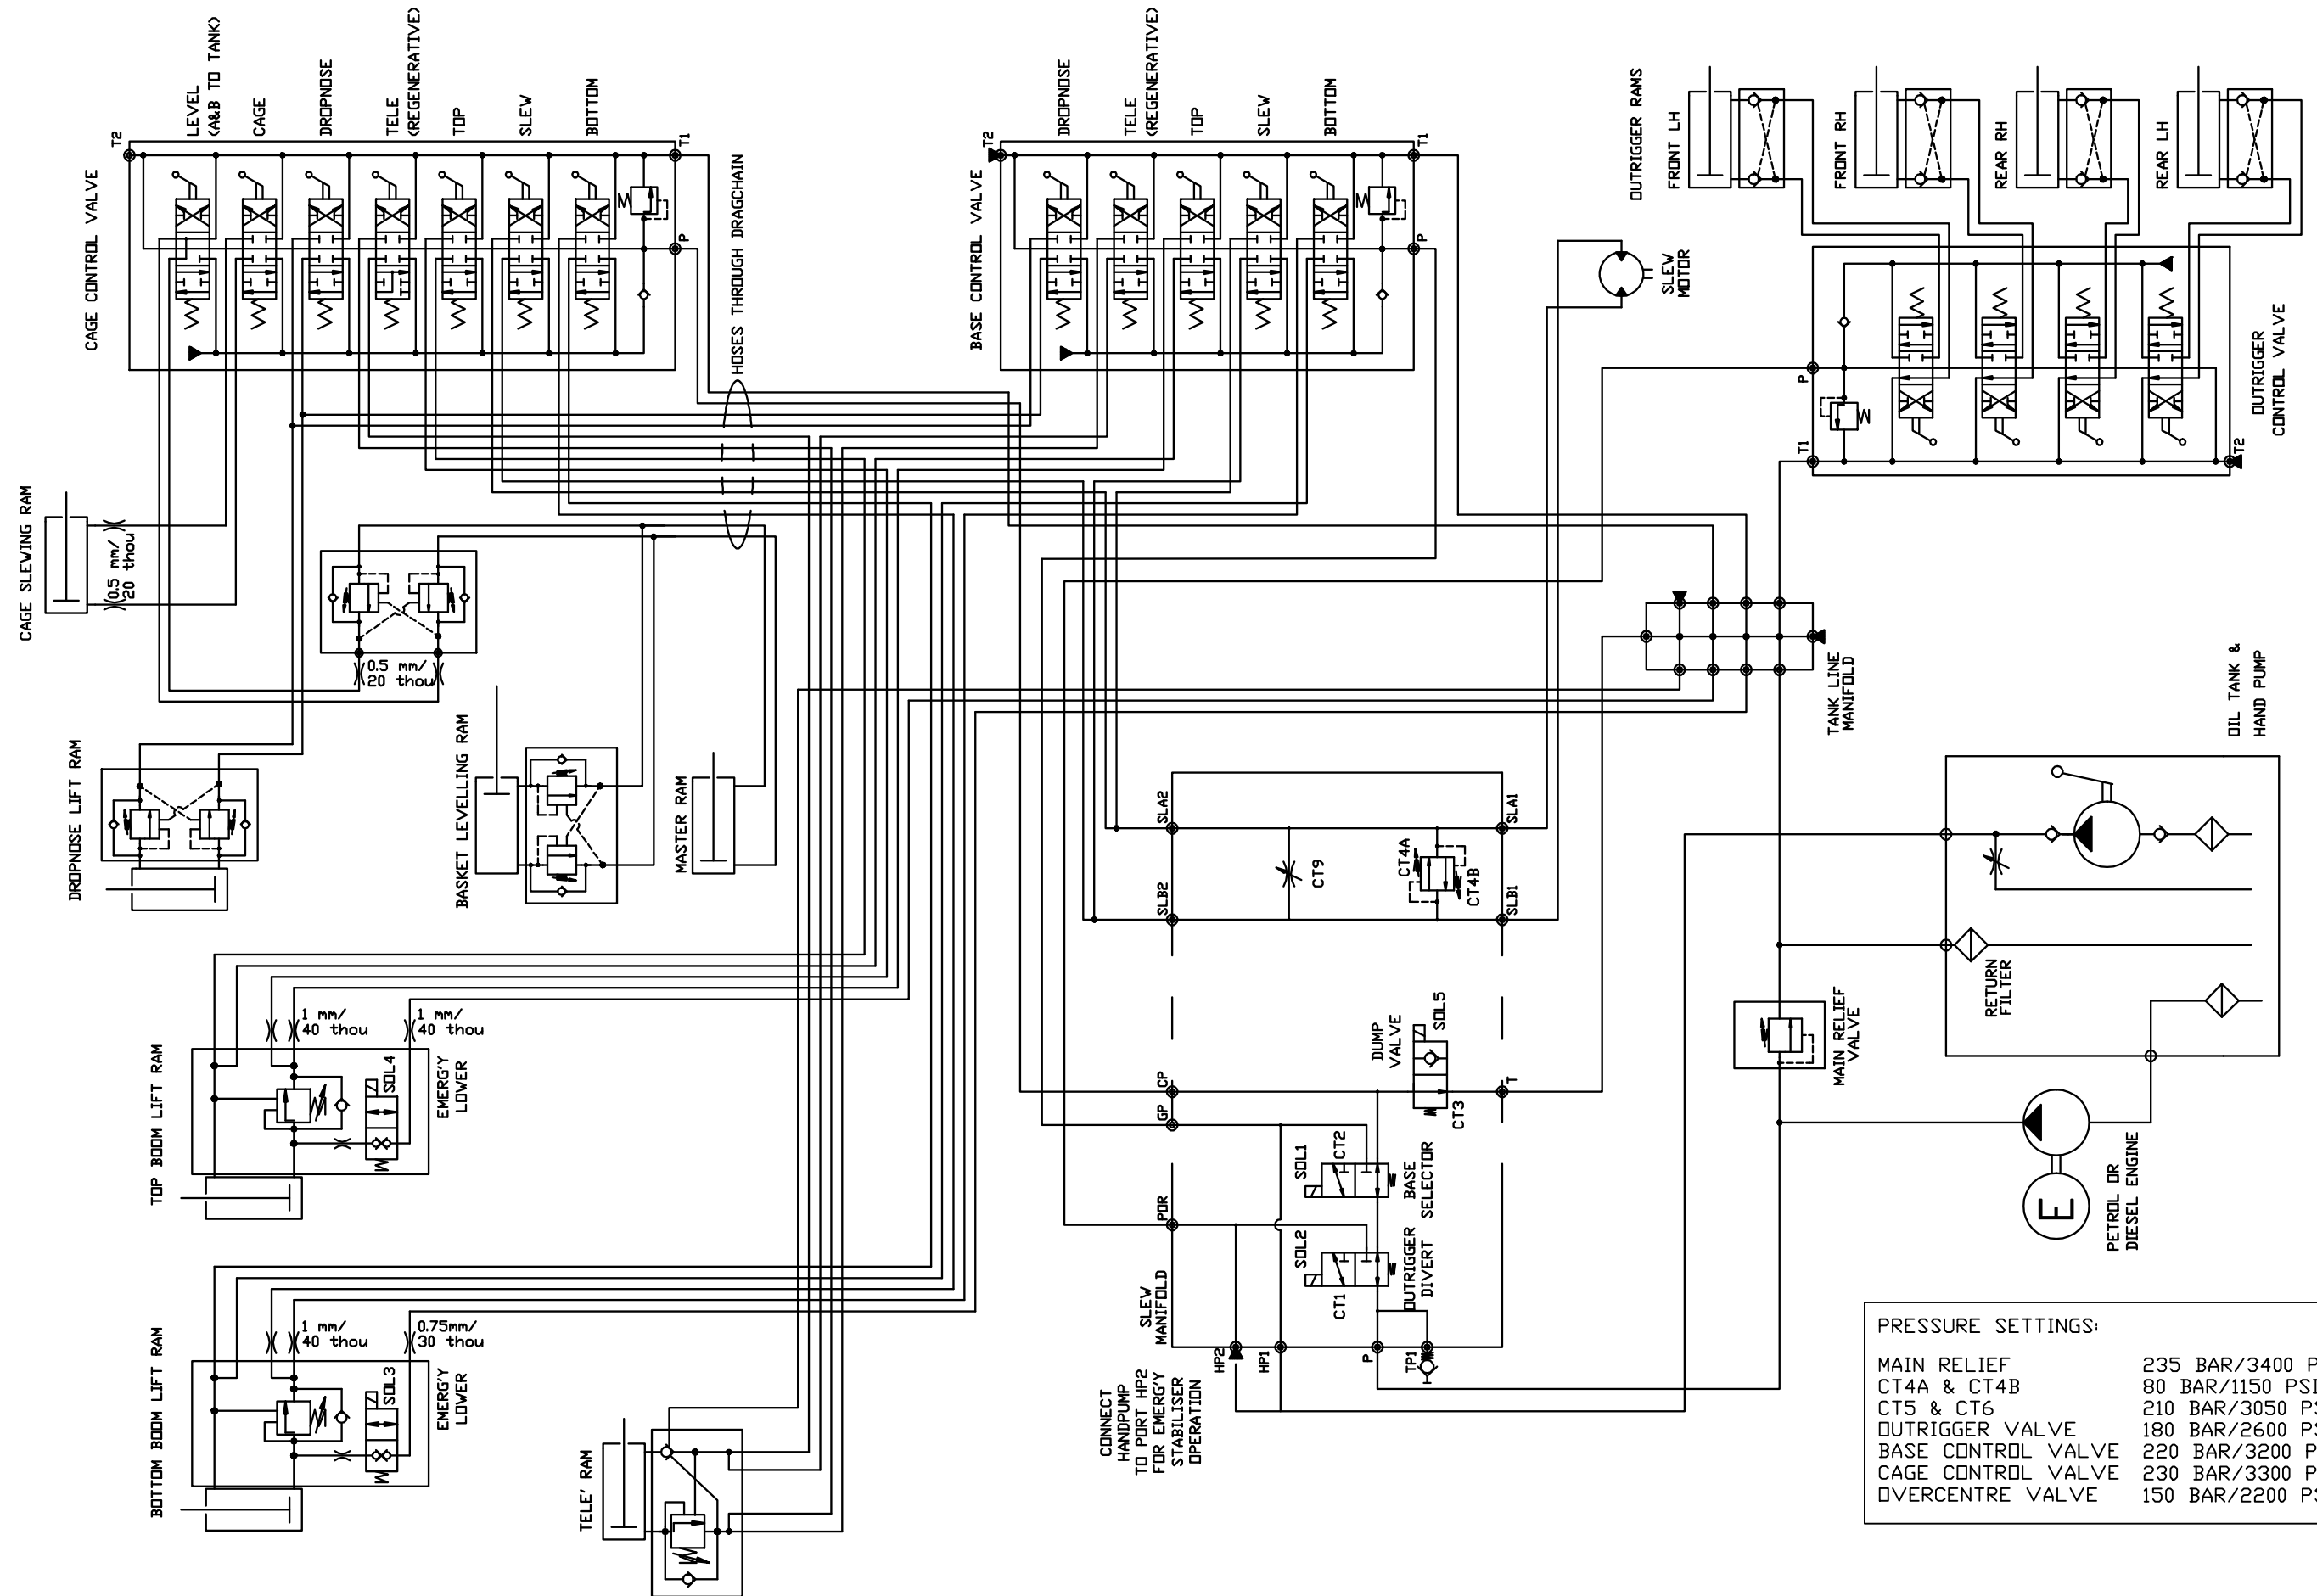 CAGE CONTROL VALVE
T2
LEVEL
(A&B TO TANK)
CAGE
DROPNOSE
TELE
(REGENERATIVE)
TOP
SLEW
BOTTOM
T1
P
HOSES THROUGH DRAGCHAIN
BASE CONTROL VALVE
T2
DROPNOSE
TELE
(REGENERATIVE)
TOP
SLEW
BOTTOM
T1
P
SLEW
MOTOR
OUTRIGGER RAMS
FRONT LH
FRONT RH
REAR RH
REAR LH
P
T1
T2
OUTRIGGER
CONTROL VALVE
CAGE SLEWING RAM
0.5 mm/
20 thou
0.5 mm/
20 thou
DROPNOSE LIFT RAM
BASKET LEVELLING RAM
MASTER RAM
TANK LINE
MANIFOLD
OIL TANK &
HAND PUMP
SLA2
SLA1
SLB2
SLB1
CT9
CT4A
CT4B
RETURN
FILTER
MAIN RELIEF
VALVE
PETROL OR
DIESEL ENGINE
E
TOP BOOM LIFT RAM
1 mm/
40 thou
1 mm/
40 thou
SOL4
EMERG'Y
LOWER
DUMP
VALVE
SOL5
CP
GP
T
CT3
SOL1
CT2
BASE
SELECTOR
POR
SOL2
CT1
OUTRIGGER
DIVERT
SLEW
MANIFOLD
HP2
HP1
P
TP1
CONNECT
HANDPUMP
TO PORT HP2
FOR EMERG'Y
STABILISER
OPERATION
BOTTOM BOOM LIFT RAM
1 mm/
40 thou
0.75mm/
30 thou
SOL3
EMERG'Y
LOWER
TELE' RAM
PRESSURE SETTINGS:
MAIN RELIEF 235 BAR/3400 P
CT4A & CT4B 80 BAR/1150 PSI
CT5 & CT6 210 BAR/3050 PS
OUTRIGGER VALVE 180 BAR/2600 PS
BASE CONTROL VALVE 220 BAR/3200 P
CAGE CONTROL VALVE 230 BAR/3300 P
OVERCENTRE VALVE 150 BAR/2200 PS